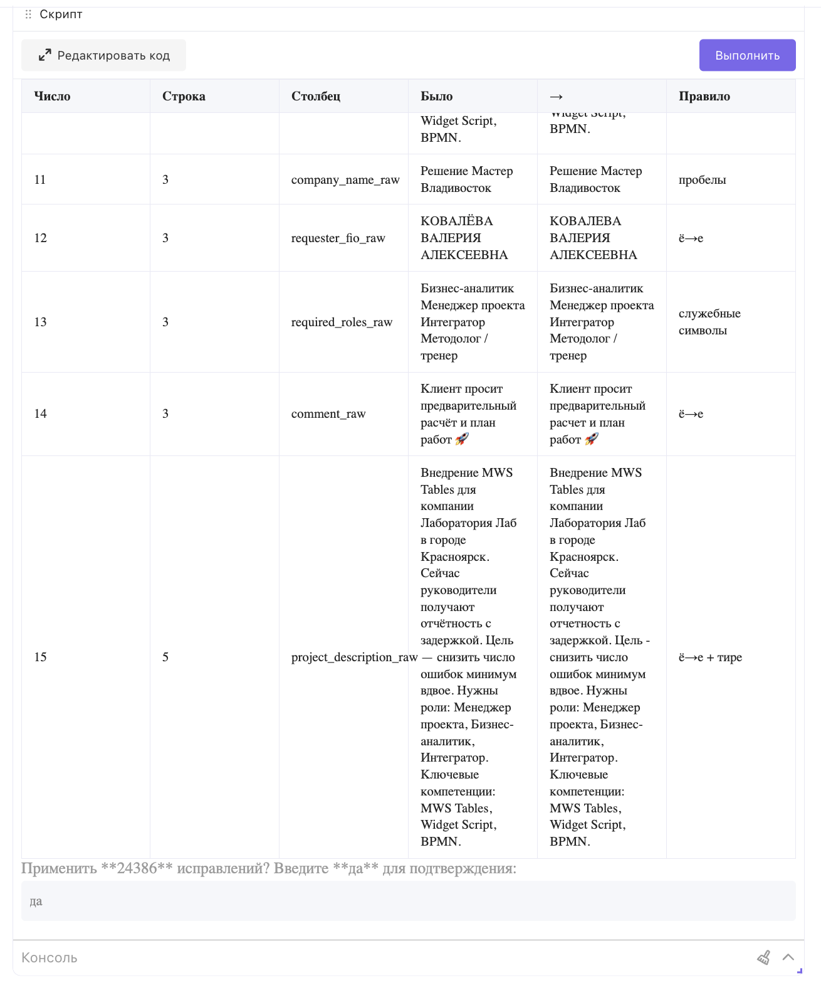 Скрипт
Редактировать код
Выполнить
Число
Строка
Столбец
Было
→
Правило
Widget Script,
BPMN.
Widget Script,
BPMN.
11
3
company_name_raw
Решение Мастер
Владивосток
Решение Мастер
Владивосток
пробелы
12
3
requester_fio_raw
КОВАЛЁВА
ВАЛЕРИЯ
АЛЕКСЕЕВНА
КОВАЛЕВА
ВАЛЕРИЯ
АЛЕКСЕЕВНА
ё→е
13
3
required_roles_raw
Бизнес-аналитик
Менеджер проекта
Интегратор
Методолог /
тренер
Бизнес-аналитик
Менеджер проекта
Интегратор
Методолог /
тренер
служебные
символы
14
3
comment_raw
Клиент просит
предварительный
расчёт и план
работ 🚀
Клиент просит
предварительный
расчет и план
работ 🚀
ё→е
15
5
project_description_raw
Внедрение MWS
Tables для
компании
Лаборатория Лаб
в городе
Красноярск.
Сейчас
руководители
получают
отчётность с
задержкой. Цель
— снизить число
ошибок минимум
вдвое. Нужны
роли: Менеджер
проекта, Бизнес-
аналитик,
Интегратор.
Ключевые
компетенции:
MWS Tables,
Widget Script,
BPMN.
Внедрение MWS
Tables для
компании
Лаборатория Лаб
в городе
Красноярск.
Сейчас
руководители
получают
отчетность с
задержкой. Цель -
снизить число
ошибок минимум
вдвое. Нужны
роли: Менеджер
проекта, Бизнес-
аналитик,
Интегратор.
Ключевые
компетенции:
MWS Tables,
Widget Script,
BPMN.
ё→е + тире
Применить **24386** исправлений? Введите **да** для подтверждения:
да
Консоль